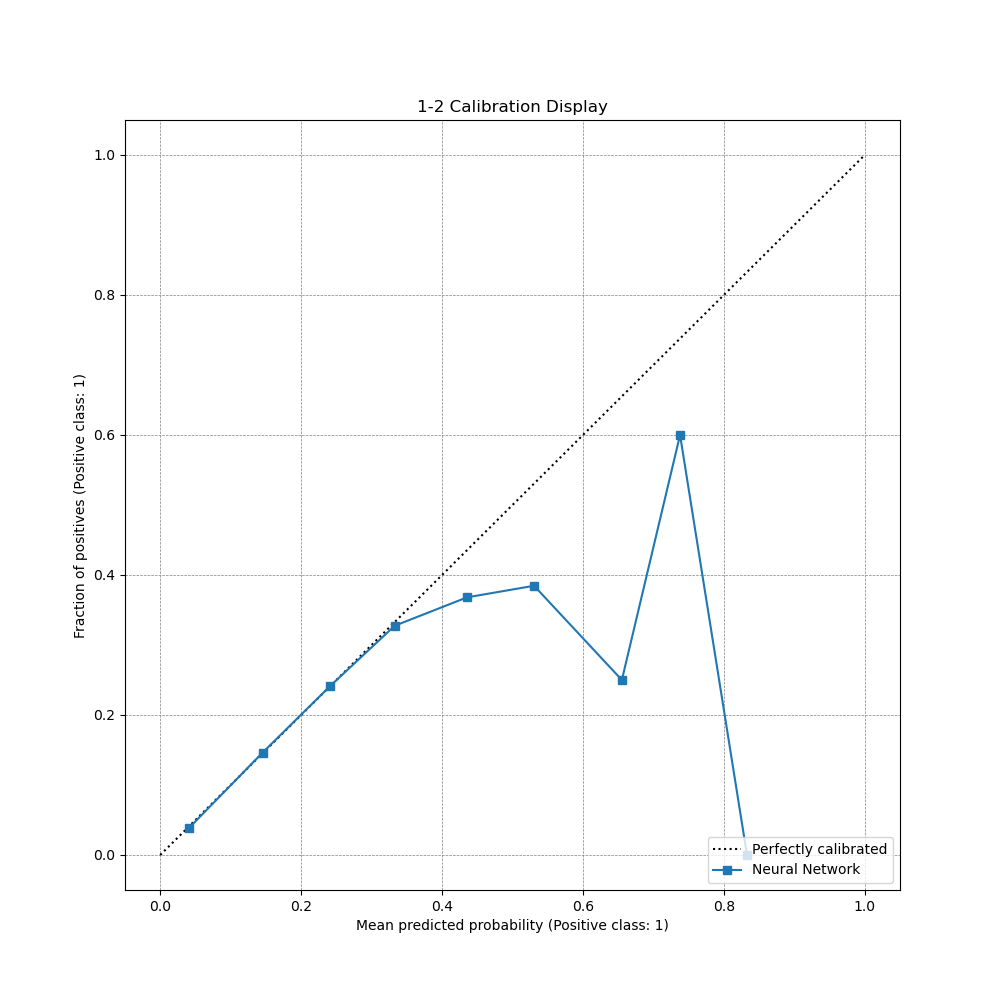 1-2 Calibration Display
Fraction of positives (Positive class: 1)
1.0
0.8
0.6
0.4
0.2
0.0
0.0 0.2 0.4 0.6 0.8 1.0
Mean predicted probability (Positive class: 1)
Perfectly calibrated
Neural Network